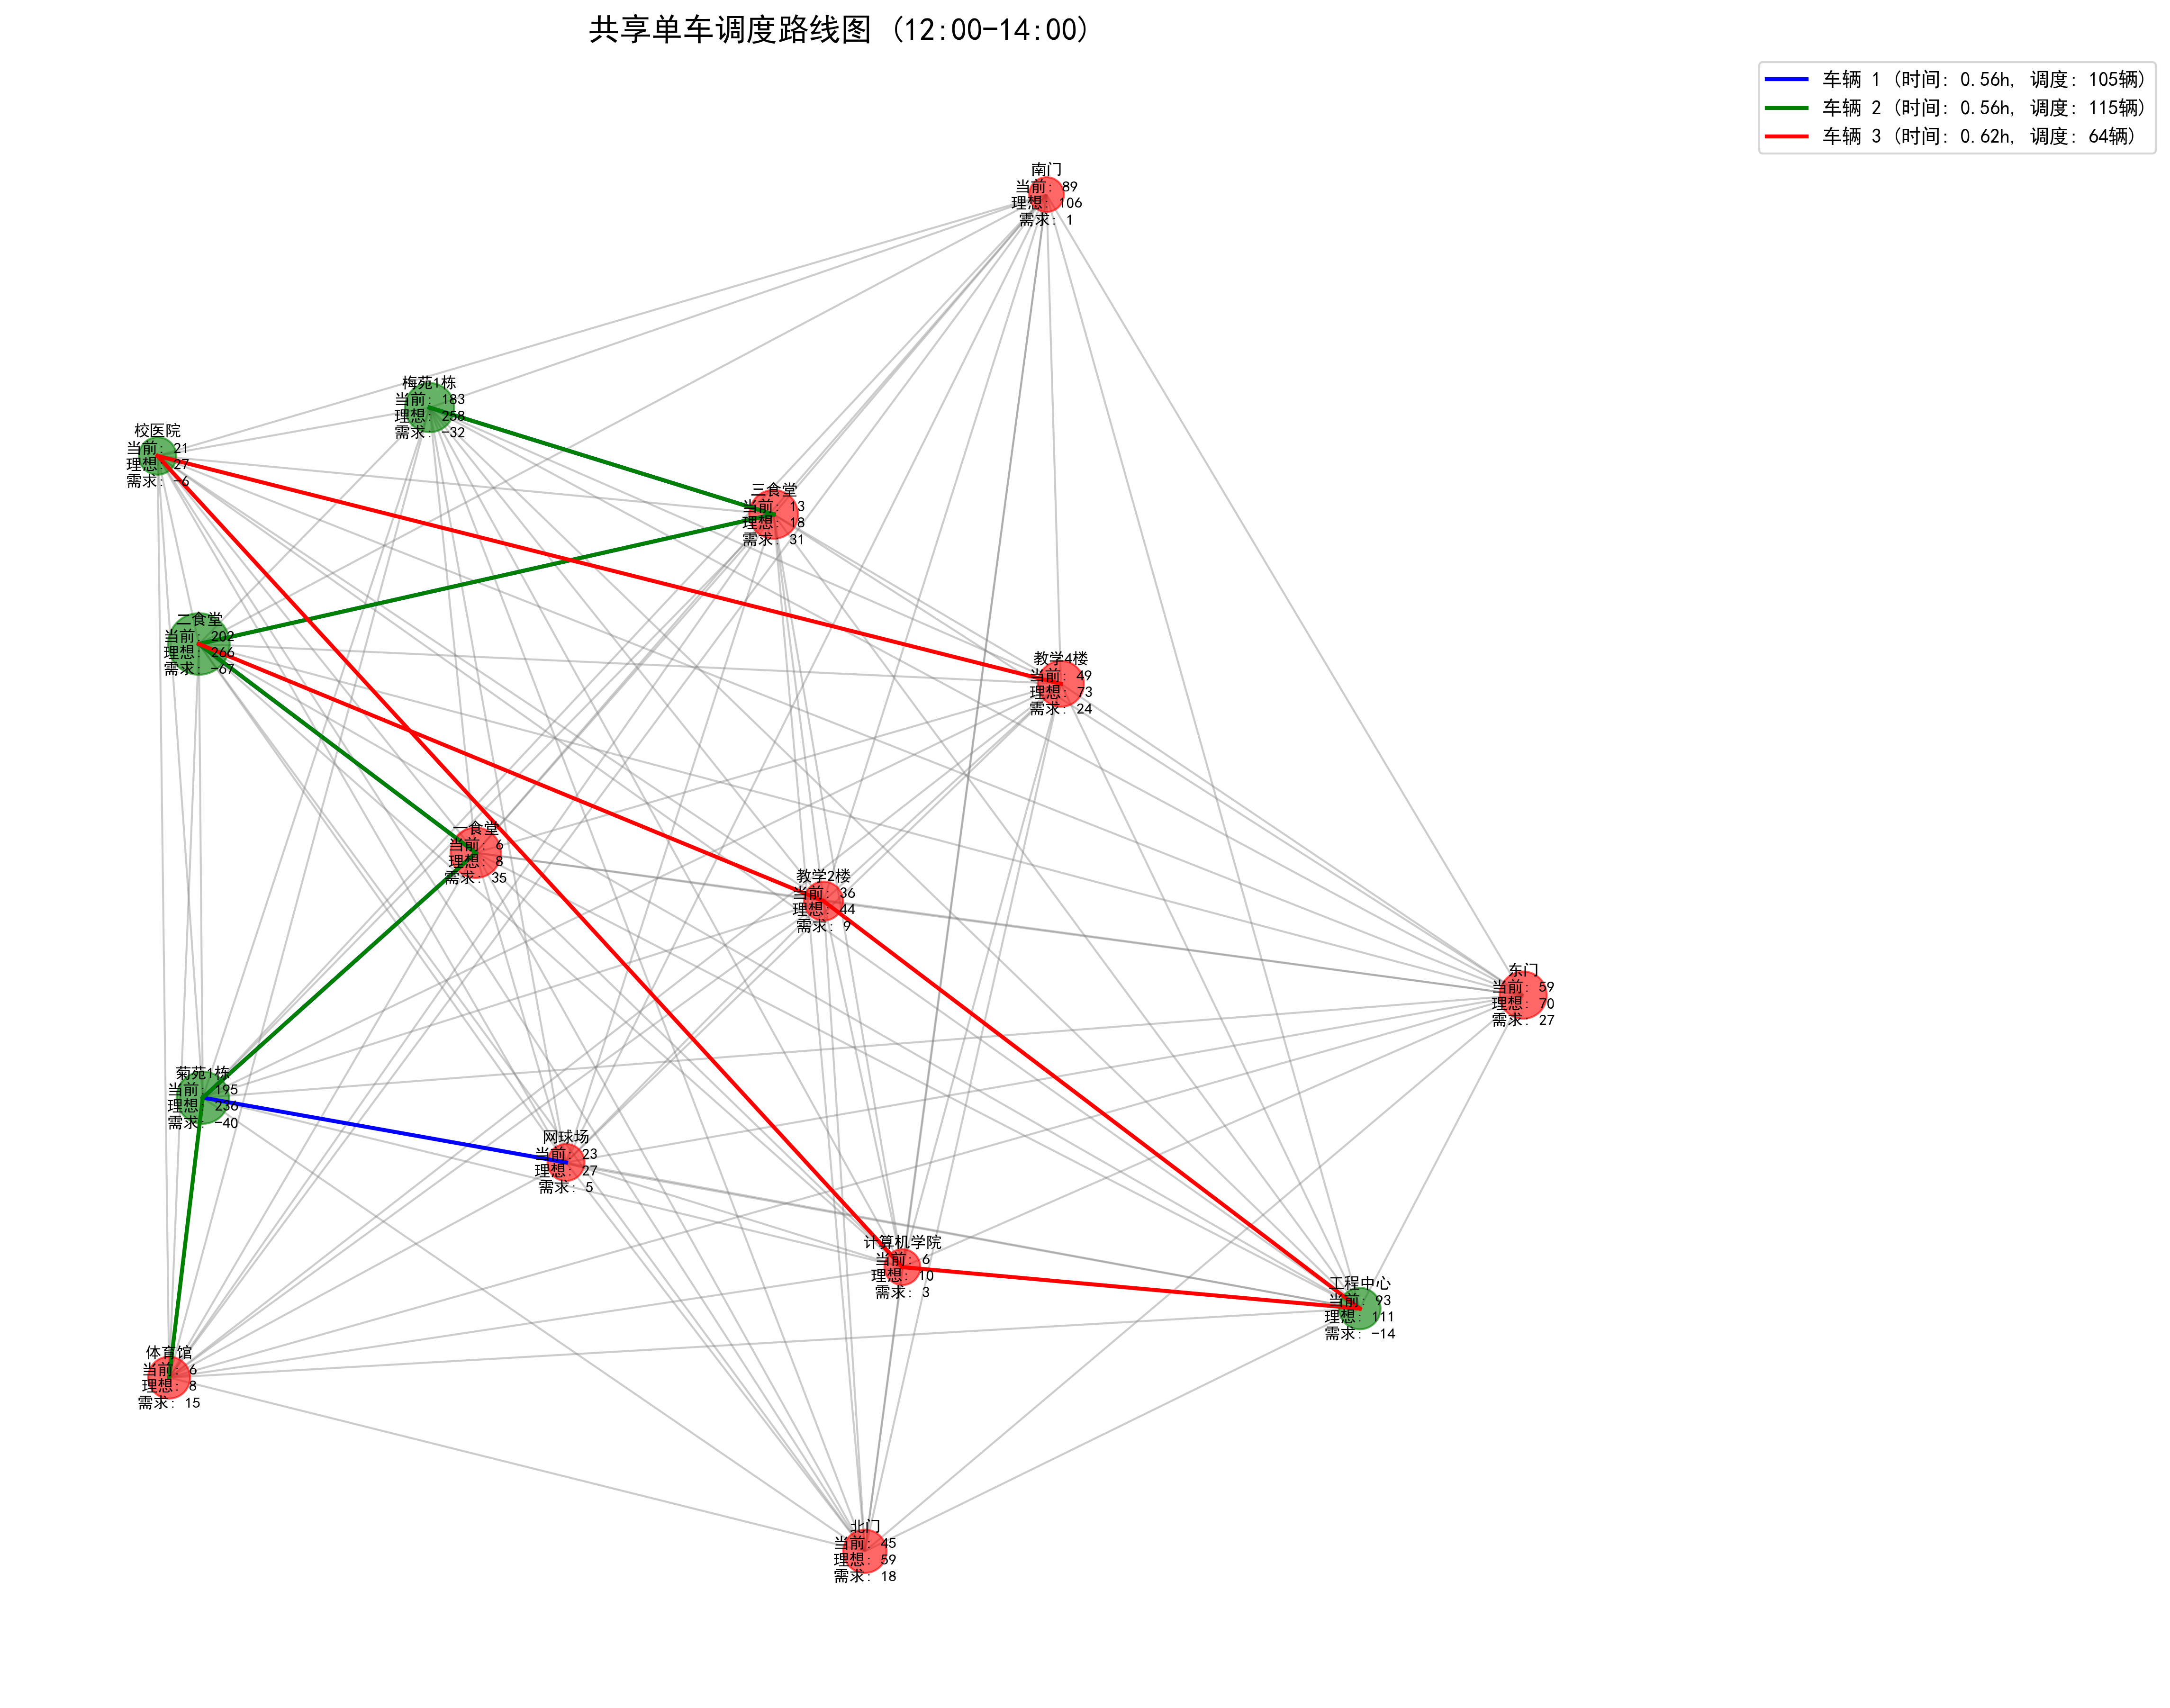 共享单车调度路线图 (12:00-14:00)
车辆 1 (时间: 0.56h, 调度: 105辆)
车辆 2 (时间: 0.56h, 调度: 115辆)
车辆 3 (时间: 0.62h, 调度: 64辆)
南门
当前: 89
理想: 106
需求: 1
梅苑1栋
当前: 183
理想: 258
需求: -32
校医院
当前: 21
理想: 27
需求: -6
三食堂
当前: 13
理想: 18
需求: 31
二食堂
当前: 202
理想: 266
需求: -67
教学4楼
当前: 49
理想: 73
需求: 24
一食堂
当前: 6
理想: 8
需求: 35
教学2楼
当前: 36
理想: 44
需求: 9
东门
当前: 59
理想: 70
需求: 27
菊苑1栋
当前: 195
理想: 236
需求: -40
网球场
当前: 23
理想: 27
需求: 5
计算机学院
当前: 6
理想: 10
需求: 3
工程中心
当前: 93
理想: 111
需求: -14
体育馆
当前: 6
理想: 8
需求: 15
北门
当前: 45
理想: 59
需求: 18